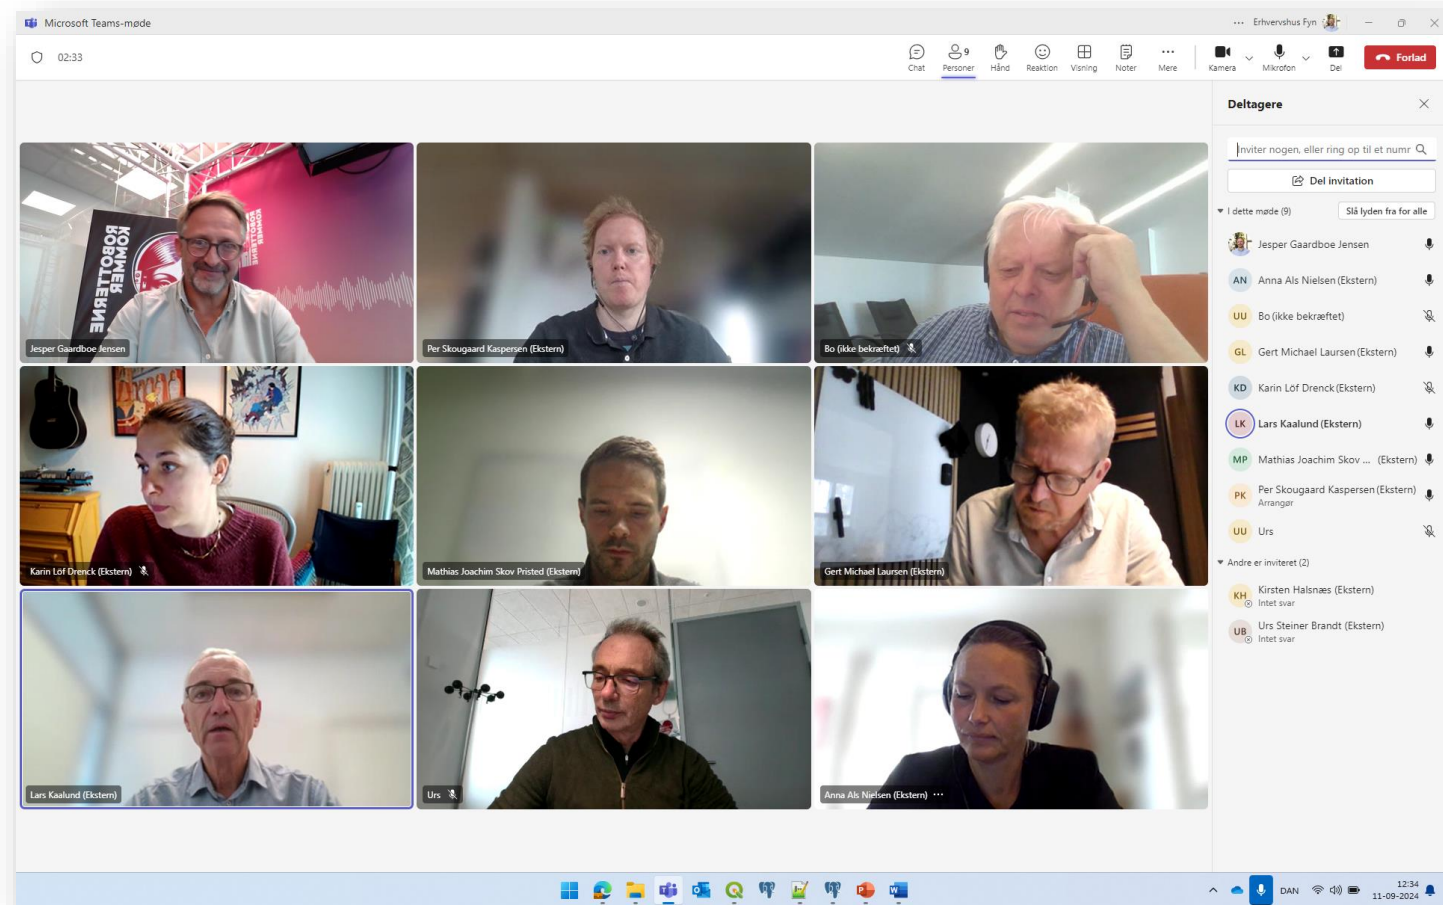 Microsoft Teams-møde
Erhvervshus Fyn
02:33
Chat
Personer
9
Hånd
Reaktion
Visning
Noter
Mere
Kamera
Mikrofon
Del
Forlad
Deltagere
Inviter nogen, eller ring op til et numr
Del invitation
I dette møde (9)
Slå lyden fra for alle
Jesper Gaardboe Jensen
AN Anna Als Nielsen (Ekstern)
UU Bo (ikke bekræftet)
GL Gert Michael Laursen (Ekstern)
KD Karin Löf Drenck (Ekstern)
LK Lars Kaalund (Ekstern)
MP Mathias Joachim Skov ... (Ekstern)
PK Per Skougaard Kaspersen (Ekstern)
Arrangør
UU Urs
Andre er inviteret (2)
KH Kirsten Halsnæs (Ekstern)
Intet svar
UB Urs Steiner Brandt (Ekstern)
Intet svar
KOMMER
ROBOTTERNE
KOMMER
ROBOTTERNE
Jesper Gaardboe Jensen
Per Skougaard Kaspersen (Ekstern)
Bo (ikke bekræftet)
Karin Löf Drenck (Ekstern)
Mathias Joachim Skov Pristed (Ekstern)
Gert Michael Laursen (Ekstern)
Lars Kaalund (Ekstern)
Urs
Anna Als Nielsen (Ekstern) ...
DAN
12:34
11-09-2024